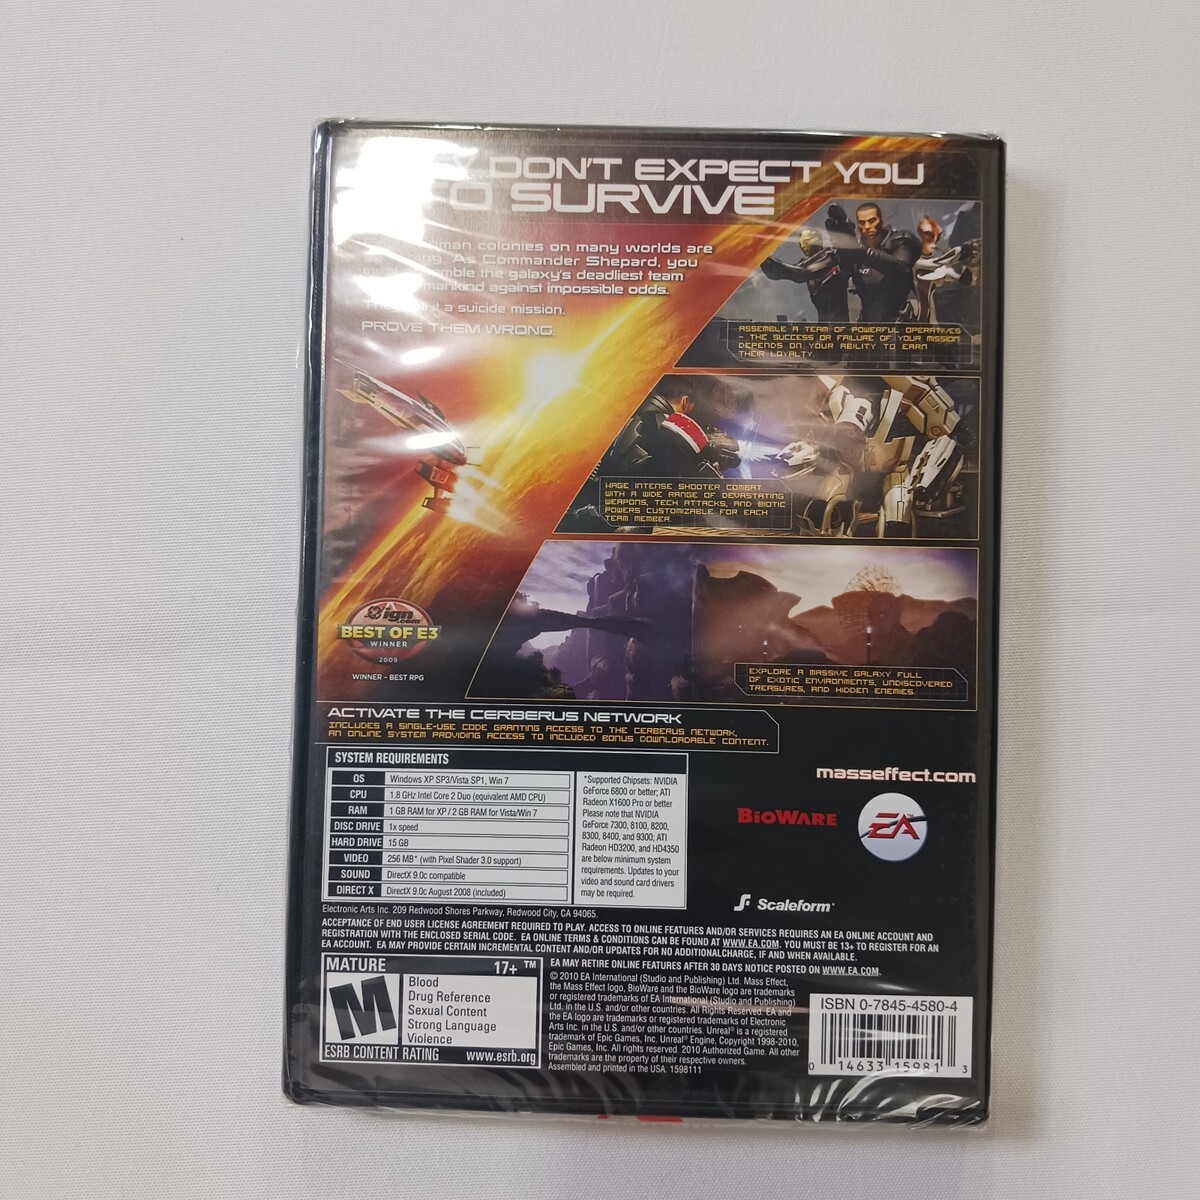 DON'T EXPECT YOU
TO SURVIVE
colonies on many worlds are
As Commander Shepard, you
the galaxy's deadliest team
mankind against impossible odds.
a suicide mission.
PROVE THEM WRONG.
ASSEMBLE A TEAM OF POWERFUL OPERATIVES
- THE SUCCESS OR FAILURE OF YOUR MISSION
DEPENDS ON YOUR ABILITY TO EARN
THEIR LOYALTY.
WAGE INTENSE SHOOTER COMBAT
WITH A WIDE RANGE OF DEVASTATING
WEAPONS, TECH ATTACKS, AND BIOTIC
POWERS CUSTOMIZABLE FOR EACH
TEAM MEMBER.
EXPLORE A MASSIVE GALAXY FULL
OF EXOTIC ENVIRONMENTS, UNDISCOVERED
TREASURES, AND HIDDEN ENEMIES.
ign.com
BEST OF E3
WINNER
2009
WINNER - BEST RPG
ACTIVATE THE CERBERUS NETWORK
INCLUDES A SINGLE-USE CODE GRANTING ACCESS TO THE CERBERUS NETWORK,
AN ONLINE SYSTEM PROVIDING ACCESS TO INCLUDED BONUS DOWNLOADABLE CONTENT.
SYSTEM REQUIREMENTS
OS Windows XP SP3/Vista SP1, Win 7
CPU 1.8 GHz Intel Core 2 Duo (equivalent AMD CPU)
RAM 1 GB RAM for XP / 2 GB RAM for Vista/Win 7
DISC DRIVE 1x speed
HARD DRIVE 15 GB
VIDEO 256 MB* (with Pixel Shader 3.0 support)
SOUND DirectX 9.0c compatible
DIRECT X DirectX 9.0c August 2008 (included)
*Supported Chipsets: NVIDIA
GeForce 6800 or better; ATI
Radeon X1600 Pro or better
Please note that NVIDIA
GeForce 7300, 8100, 8200,
8300, 8400, and 9300; ATI
Radeon HD3200, and HD4350
are below minimum system
requirements. Updates to your
video and sound card drivers
may be required.
masseffect.com
BIOWARE
EA
Scaleform
Electronic Arts Inc. 209 Redwood Shores Parkway, Redwood City, CA 94065.
ACCEPTANCE OF END USER LICENSE AGREEMENT REQUIRED TO PLAY. ACCESS TO ONLINE FEATURES AND/OR SERVICES REQUIRES AN EA ONLINE ACCOUNT AND
REGISTRATION WITH THE ENCLOSED SERIAL CODE. EA ONLINE TERMS & CONDITIONS CAN BE FOUND AT WWW.EA.COM. YOU MUST BE 13+ TO REGISTER FOR AN
EA ACCOUNT. EA MAY PROVIDE CERTAIN INCREMENTAL CONTENT AND/OR UPDATES FOR NO ADDITIONALCHARGE, IF AND WHEN AVAILABLE.
EA MAY RETIRE ONLINE FEATURES AFTER 30 DAYS NOTICE POSTED ON WWW.EA.COM.
MATURE 17+ ™
M
Blood
Drug Reference
Sexual Content
Strong Language
Violence
ESRB CONTENT RATING www.esrb.org
© 2010 EA International (Studio and Publishing) Ltd. Mass Effect,
the Mass Effect logo, BioWare and the BioWare logo are trademarks
or registered trademarks of EA International (Studio and Publishing)
Ltd. in the U.S. and/or other countries. All Rights Reserved. EA and
the EA logo are trademarks or registered trademarks of Electronic
Arts Inc. in the U.S. and/or other countries. Unreal® is a registered
trademark of Epic Games, Inc. Unreal® Engine, Copyright 1998-2010,
Epic Games, Inc. All rights reserved. 2010 Authorized Game. All other
trademarks are the property of their respective owners.
Assembled and printed in the USA. 1598111
ISBN 0-7845-4580-4
0 14633 15981 3